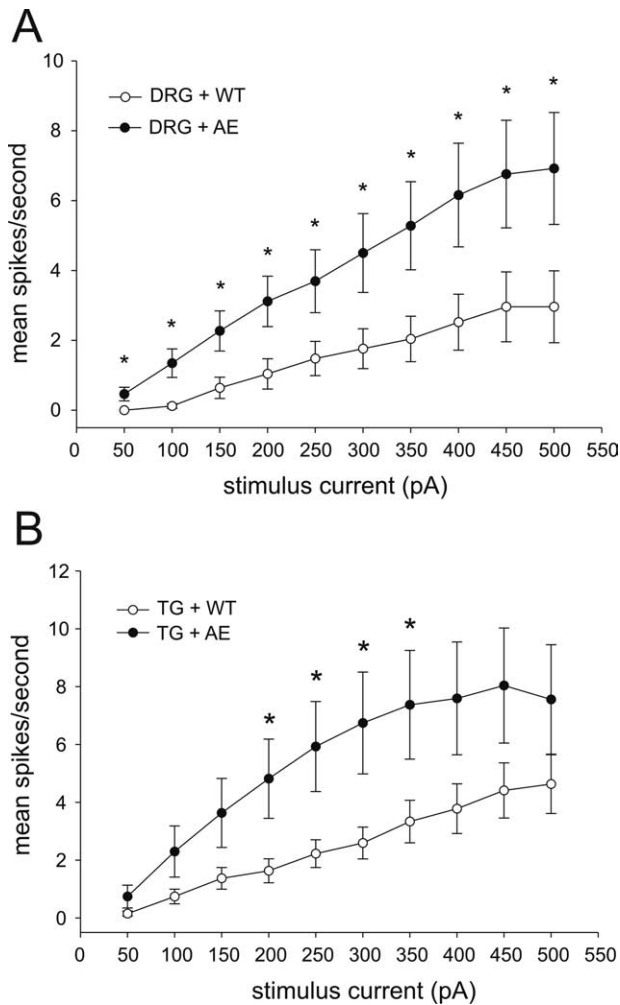 A
10
8
6
4
2
0
mean spikes/second
DRG + WT
DRG + AE
* * * * * * * * * *
0 50 100 150 200 250 300 350 400 450 500 550
stimulus current (pA)
B
12
10
8
6
4
2
0
mean spikes/second
TG + WT
TG + AE
* * * *
0 50 100 150 200 250 300 350 400 450 500 550
stimulus current (pA)